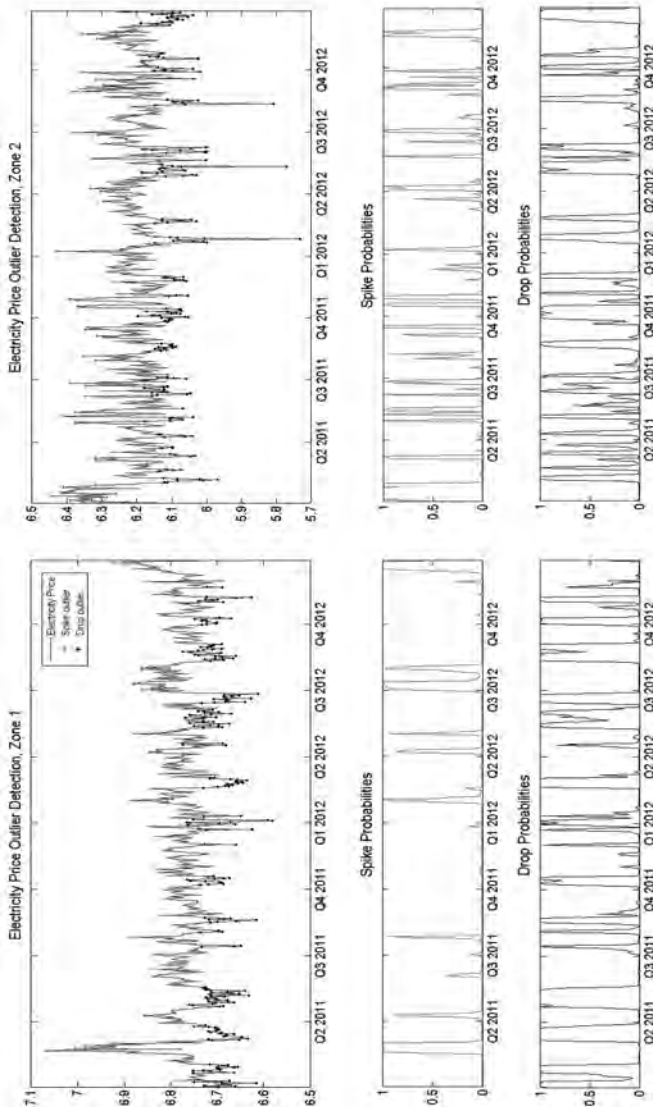 Electricity Price Outlier Detection, Zone 1
7.1
7
6.9
6.8
6.7
6.6
6.5
Electricity Price
Spike outlier
Drop outlier
Q2 2011
Q3 2011
Q4 2011
Q1 2012
Q2 2012
Q3 2012
Q4 2012
Spike Probabilities
1
0.5
0
Q2 2011
Q3 2011
Q4 2011
Q1 2012
Q2 2012
Q3 2012
Q4 2012
Drop Probabilities
1
0.5
0
Q2 2011
Q3 2011
Q4 2011
Q1 2012
Q2 2012
Q3 2012
Q4 2012
Electricity Price Outlier Detection, Zone 2
6.5
6.4
6.3
6.2
6.1
6
5.9
5.8
5.7
Q2 2011
Q3 2011
Q4 2011
Q1 2012
Q2 2012
Q3 2012
Q4 2012
Spike Probabilities
1
0.5
0
Q2 2011
Q3 2011
Q4 2011
Q1 2012
Q2 2012
Q3 2012
Q4 2012
Drop Probabilities
1
0.5
0
Q2 2011
Q3 2011
Q4 2011
Q1 2012
Q2 2012
Q3 2012
Q4 2012